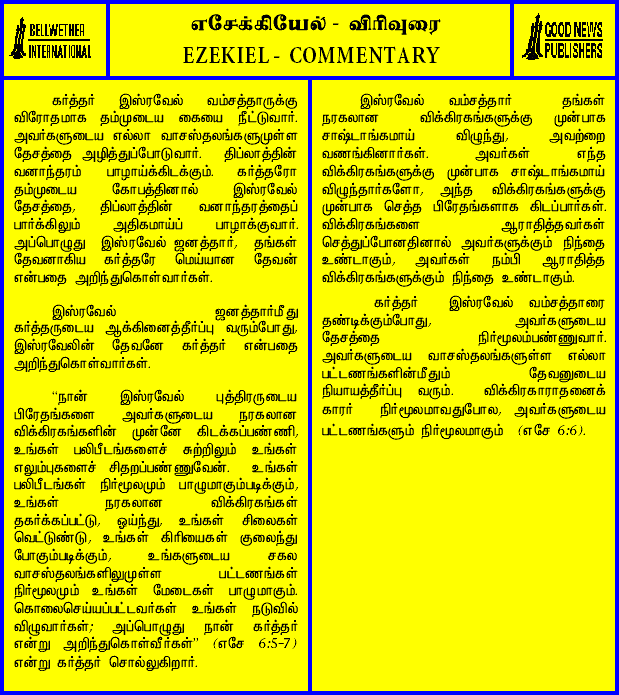 BELLWETHER
INTERNATIONAL
எசேக்கியேல் - விரிவுரை
EZEKIEL - COMMENTARY
GOOD NEWS
PUBLISHERS
கர்த்தர் இஸ்ரவேல் வம்சத்தாருக்கு
விரோதமாக தம்முடைய கையை நீட்டுவார்.
அவர்களுடைய எல்லா வாசஸ்தலங்களுமுள்ள
தேசத்தை அழித்துப்போடுவார். திப்லாத்தின்
வனாந்தரம் பாழாய்க்கிடக்கும். கர்த்தரோ
தம்முடைய கோபத்தினால் இஸ்ரவேல்
தேசத்தை, திப்லாத்தின் வனாந்தரத்தைப்
பார்க்கிலும் அதிகமாய்ப் பாழாக்குவார்.
அப்பொழுது இஸ்ரவேல் ஜனத்தார், தங்கள்
தேவனாகிய கர்த்தரே மெய்யான தேவன்
என்பதை அறிந்துகொள்வார்கள்.
இஸ்ரவேல் ஜனத்தார்மீது
கர்த்தருடைய ஆக்கினைத்தீர்ப்பு வரும்போது,
இஸ்ரவேலின் தேவனே கர்த்தர் என்பதை
அறிந்துகொள்வார்கள்.
“நான் இஸ்ரவேல் புத்திரருடைய
பிரேதங்களை அவர்களுடைய நரகலான
விக்கிரகங்களின் முன்னே கிடக்கப்பண்ணி,
உங்கள் பலிபீடங்களைச் சுற்றிலும் உங்கள்
எலும்புகளைச் சிதறப்பண்ணுவேன். உங்கள்
பலிபீடங்கள் நிர்மூலமும் பாழுமாகும்படிக்கும்,
உங்கள் நரகலான விக்கிரகங்கள்
தகர்க்கப்பட்டு, ஓய்ந்து, உங்கள் சிலைகள்
வெட்டுண்டு, உங்கள் கிரியைகள் குலைந்து
போகும்படிக்கும், உங்களுடைய சகல
வாசஸ்தலங்களிலுமுள்ள பட்டணங்கள்
நிர்மூலமும் உங்கள் மேடைகள் பாழுமாகும்.
கொலைசெய்யப்பட்டவர்கள் உங்கள் நடுவில்
விழுவார்கள்; அப்பொழுது நான் கர்த்தர்
என்று அறிந்துகொள்வீர்கள்” (எசே 6:5-7)
என்று கர்த்தர் சொல்லுகிறார்.
இஸ்ரவேல் வம்சத்தார் தங்கள்
நரகலான விக்கிரகங்களுக்கு முன்பாக
சாஷ்டாங்கமாய் விழுந்து, அவற்றை
வணங்கினார்கள். அவர்கள் எந்த
விக்கிரகங்களுக்கு முன்பாக சாஷ்டாங்கமாய்
விழுந்தார்களோ, அந்த விக்கிரகங்களுக்கு
முன்பாக செத்த பிரேதங்களாக கிடப்பார்கள்.
விக்கிரகங்களை ஆராதித்தவர்கள்
செத்துப்போனதினால் அவர்களுக்கும் நிந்தை
உண்டாகும், அவர்கள் நம்பி ஆராதித்த
விக்கிரகங்களுக்கும் நிந்தை உண்டாகும்.
கர்த்தர் இஸ்ரவேல் வம்சத்தாரை
தண்டிக்கும்போது, அவர்களுடைய
தேசத்தை நிர்மூலம்பண்ணுவார்.
அவர்களுடைய வாசஸ்தலங்களுள்ள எல்லா
பட்டணங்களின்மீதும் தேவனுடைய
நியாயத்தீர்ப்பு வரும். விக்கிரகாராதனைக்
காரர் நிர்மூலமாவதுபோல, அவர்களுடைய
பட்டணங்களும் நிர்மூலமாகும் (எசே 6:6).